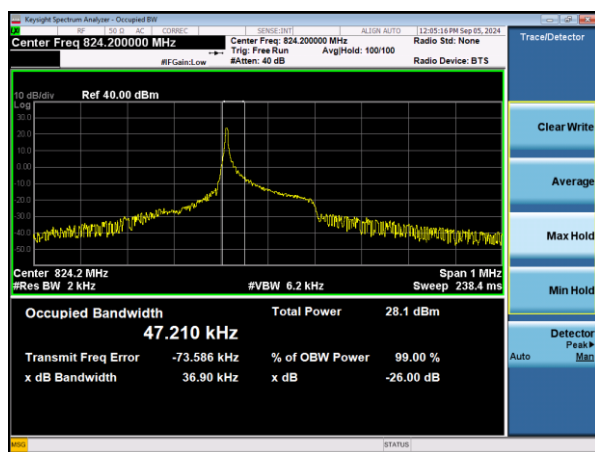 Keysight Spectrum Analyzer - Occupied BW
RF 50 Ω AC CORREC SENSE:INT ALIGN AUTO 12:05:16 PM Sep 05, 2024
Center Freq 824.200000 MHz Center Freq: 824.200000 MHz Radio Std: None
Trig: Free Run Avg|Hold: 100/100
#IFGain:Low #Atten: 40 dB Radio Device: BTS
Trace/Detector
10 dB/div Ref 40.00 dBm
Log
30.0
20.0
10.0
0.00
-10.0
-20.0
-30.0
-40.0
-50.0
Center 824.2 MHz Span 1 MHz
#Res BW 2 kHz #VBW 6.2 kHz Sweep 238.4 ms
Occupied Bandwidth Total Power 28.1 dBm
47.210 kHz
Transmit Freq Error -73.586 kHz % of OBW Power 99.00 %
x dB Bandwidth 36.90 kHz x dB -26.00 dB
Clear Write
Average
Max Hold
Min Hold
Detector
Peak▶
Auto Man
MSG STATUS